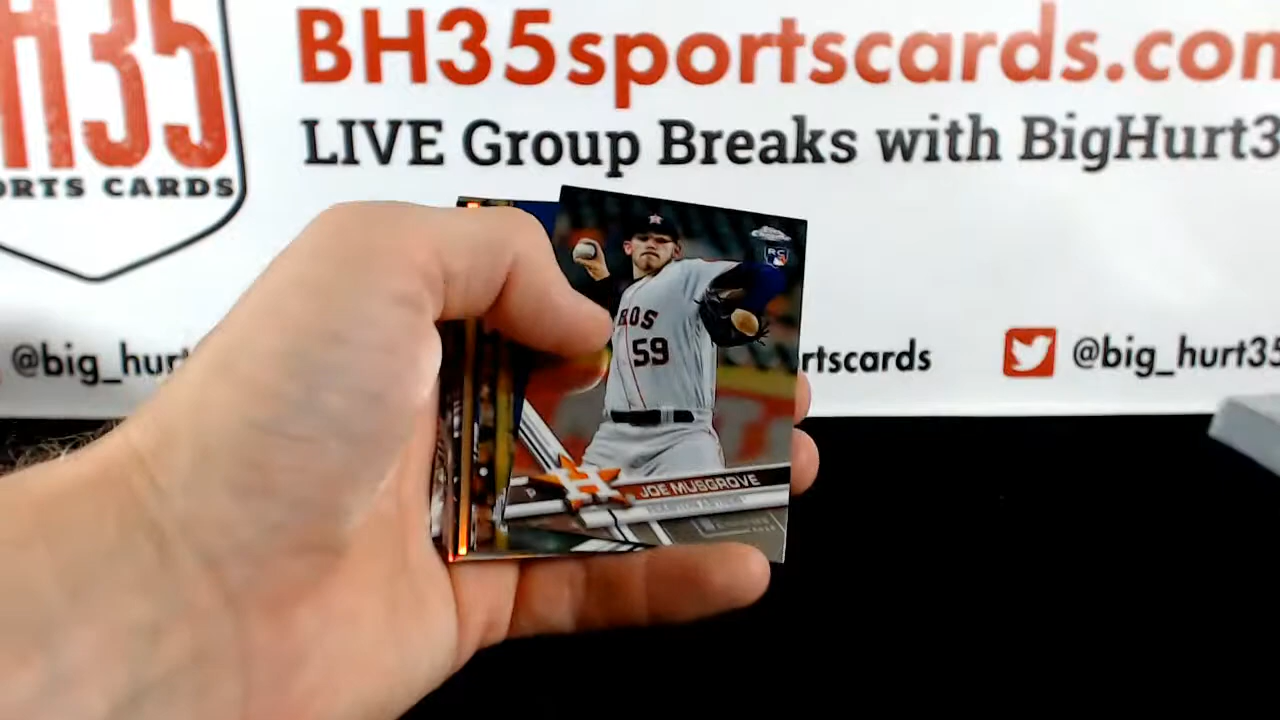 H35
ORTS CARDS
BH35sportscards.com
LIVE Group Breaks with BigHurt3
@big_hurt
rtscards
@big_hurt35
RC
ROS
59
H
P
JOE MUSGROVE